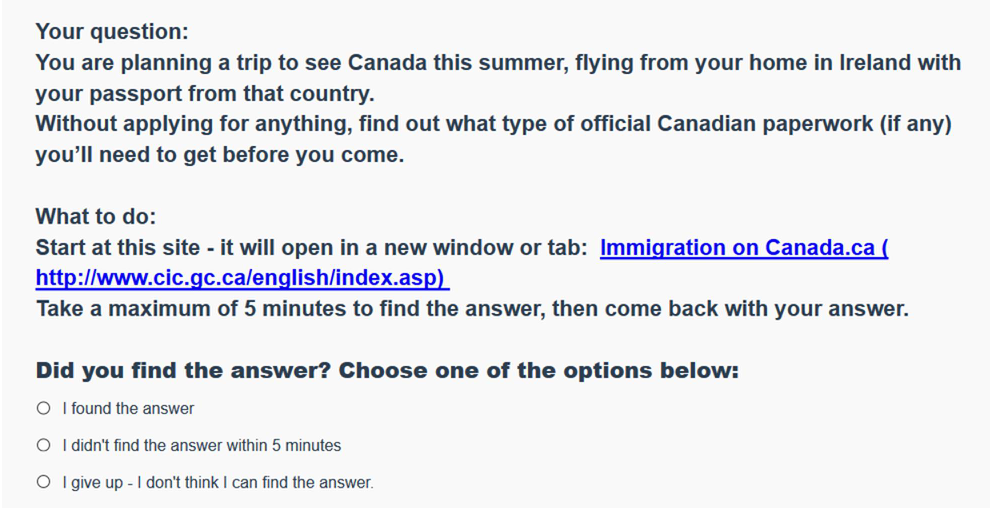 Your question:
You are planning a trip to see Canada this summer, flying from your home in Ireland with
your passport from that country.
Without applying for anything, find out what type of official Canadian paperwork (if any)
you’ll need to get before you come.
What to do:
Start at this site - it will open in a new window or tab:  Immigration on Canada.ca (
http://www.cic.gc.ca/english/index.asp)
Take a maximum of 5 minutes to find the answer, then come back with your answer.
Did you find the answer? Choose one of the options below:
I found the answer
I didn't find the answer within 5 minutes
I give up - I don't think I can find the answer.